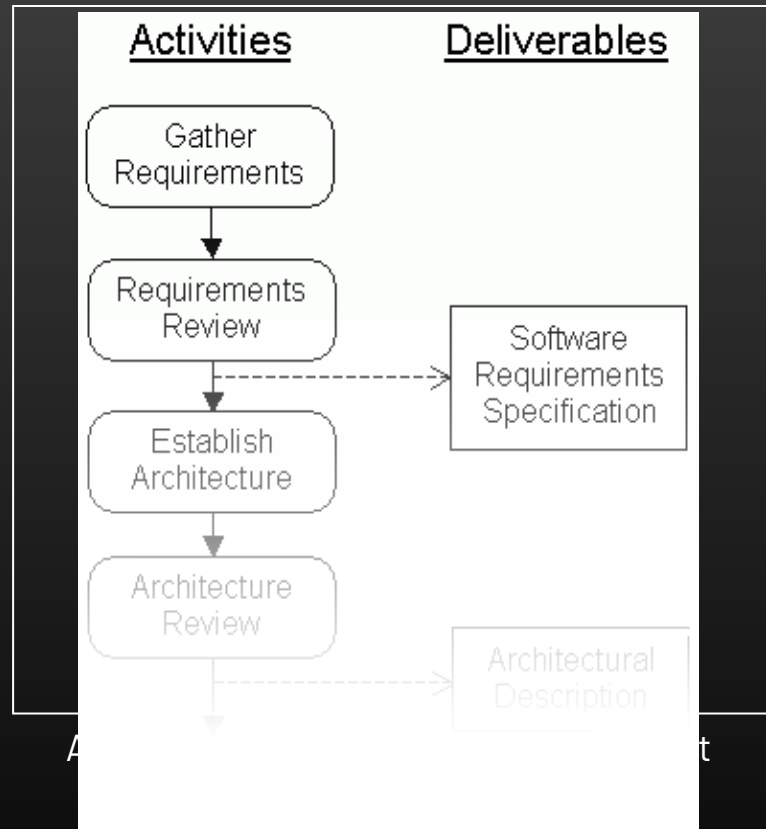 Activities
Deliverables
Gather
Requirements
Requirements
Review
Software
Requirements
Specification
Establish
Architecture
Architecture
Review
Architectural
Description